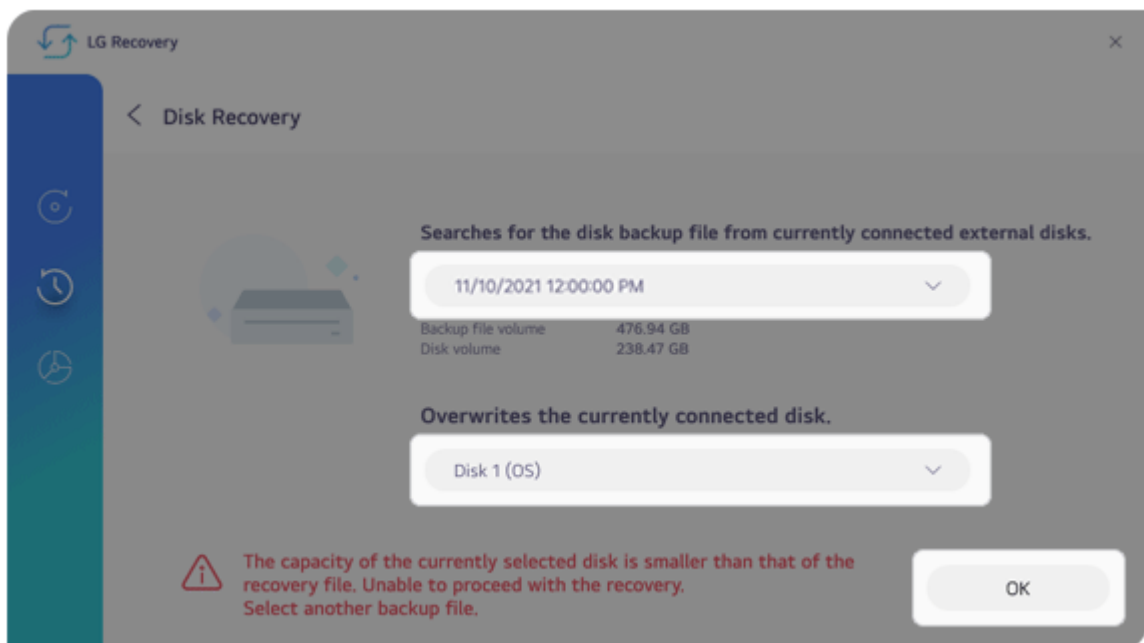 LG Recovery
Disk Recovery
Searches for the disk backup file from currently connected external disks.
11/10/2021 12:00:00 PM
Backup file volume 476.94 GB
Disk volume 238.47 GB
Overwrites the currently connected disk.
Disk 1 (OS)
The capacity of the currently selected disk is smaller than that of the
recovery file. Unable to proceed with the recovery.
Select another backup file.
OK